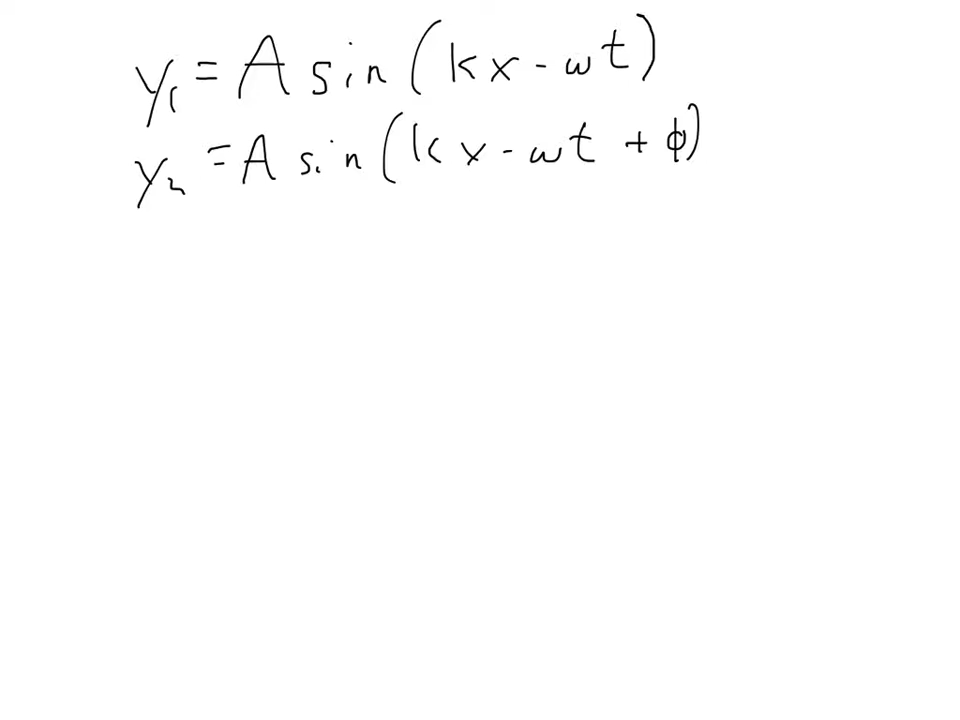 y₁ = A sin (kx - ωt)
y₂ = A sin (kx - ωt + φ)